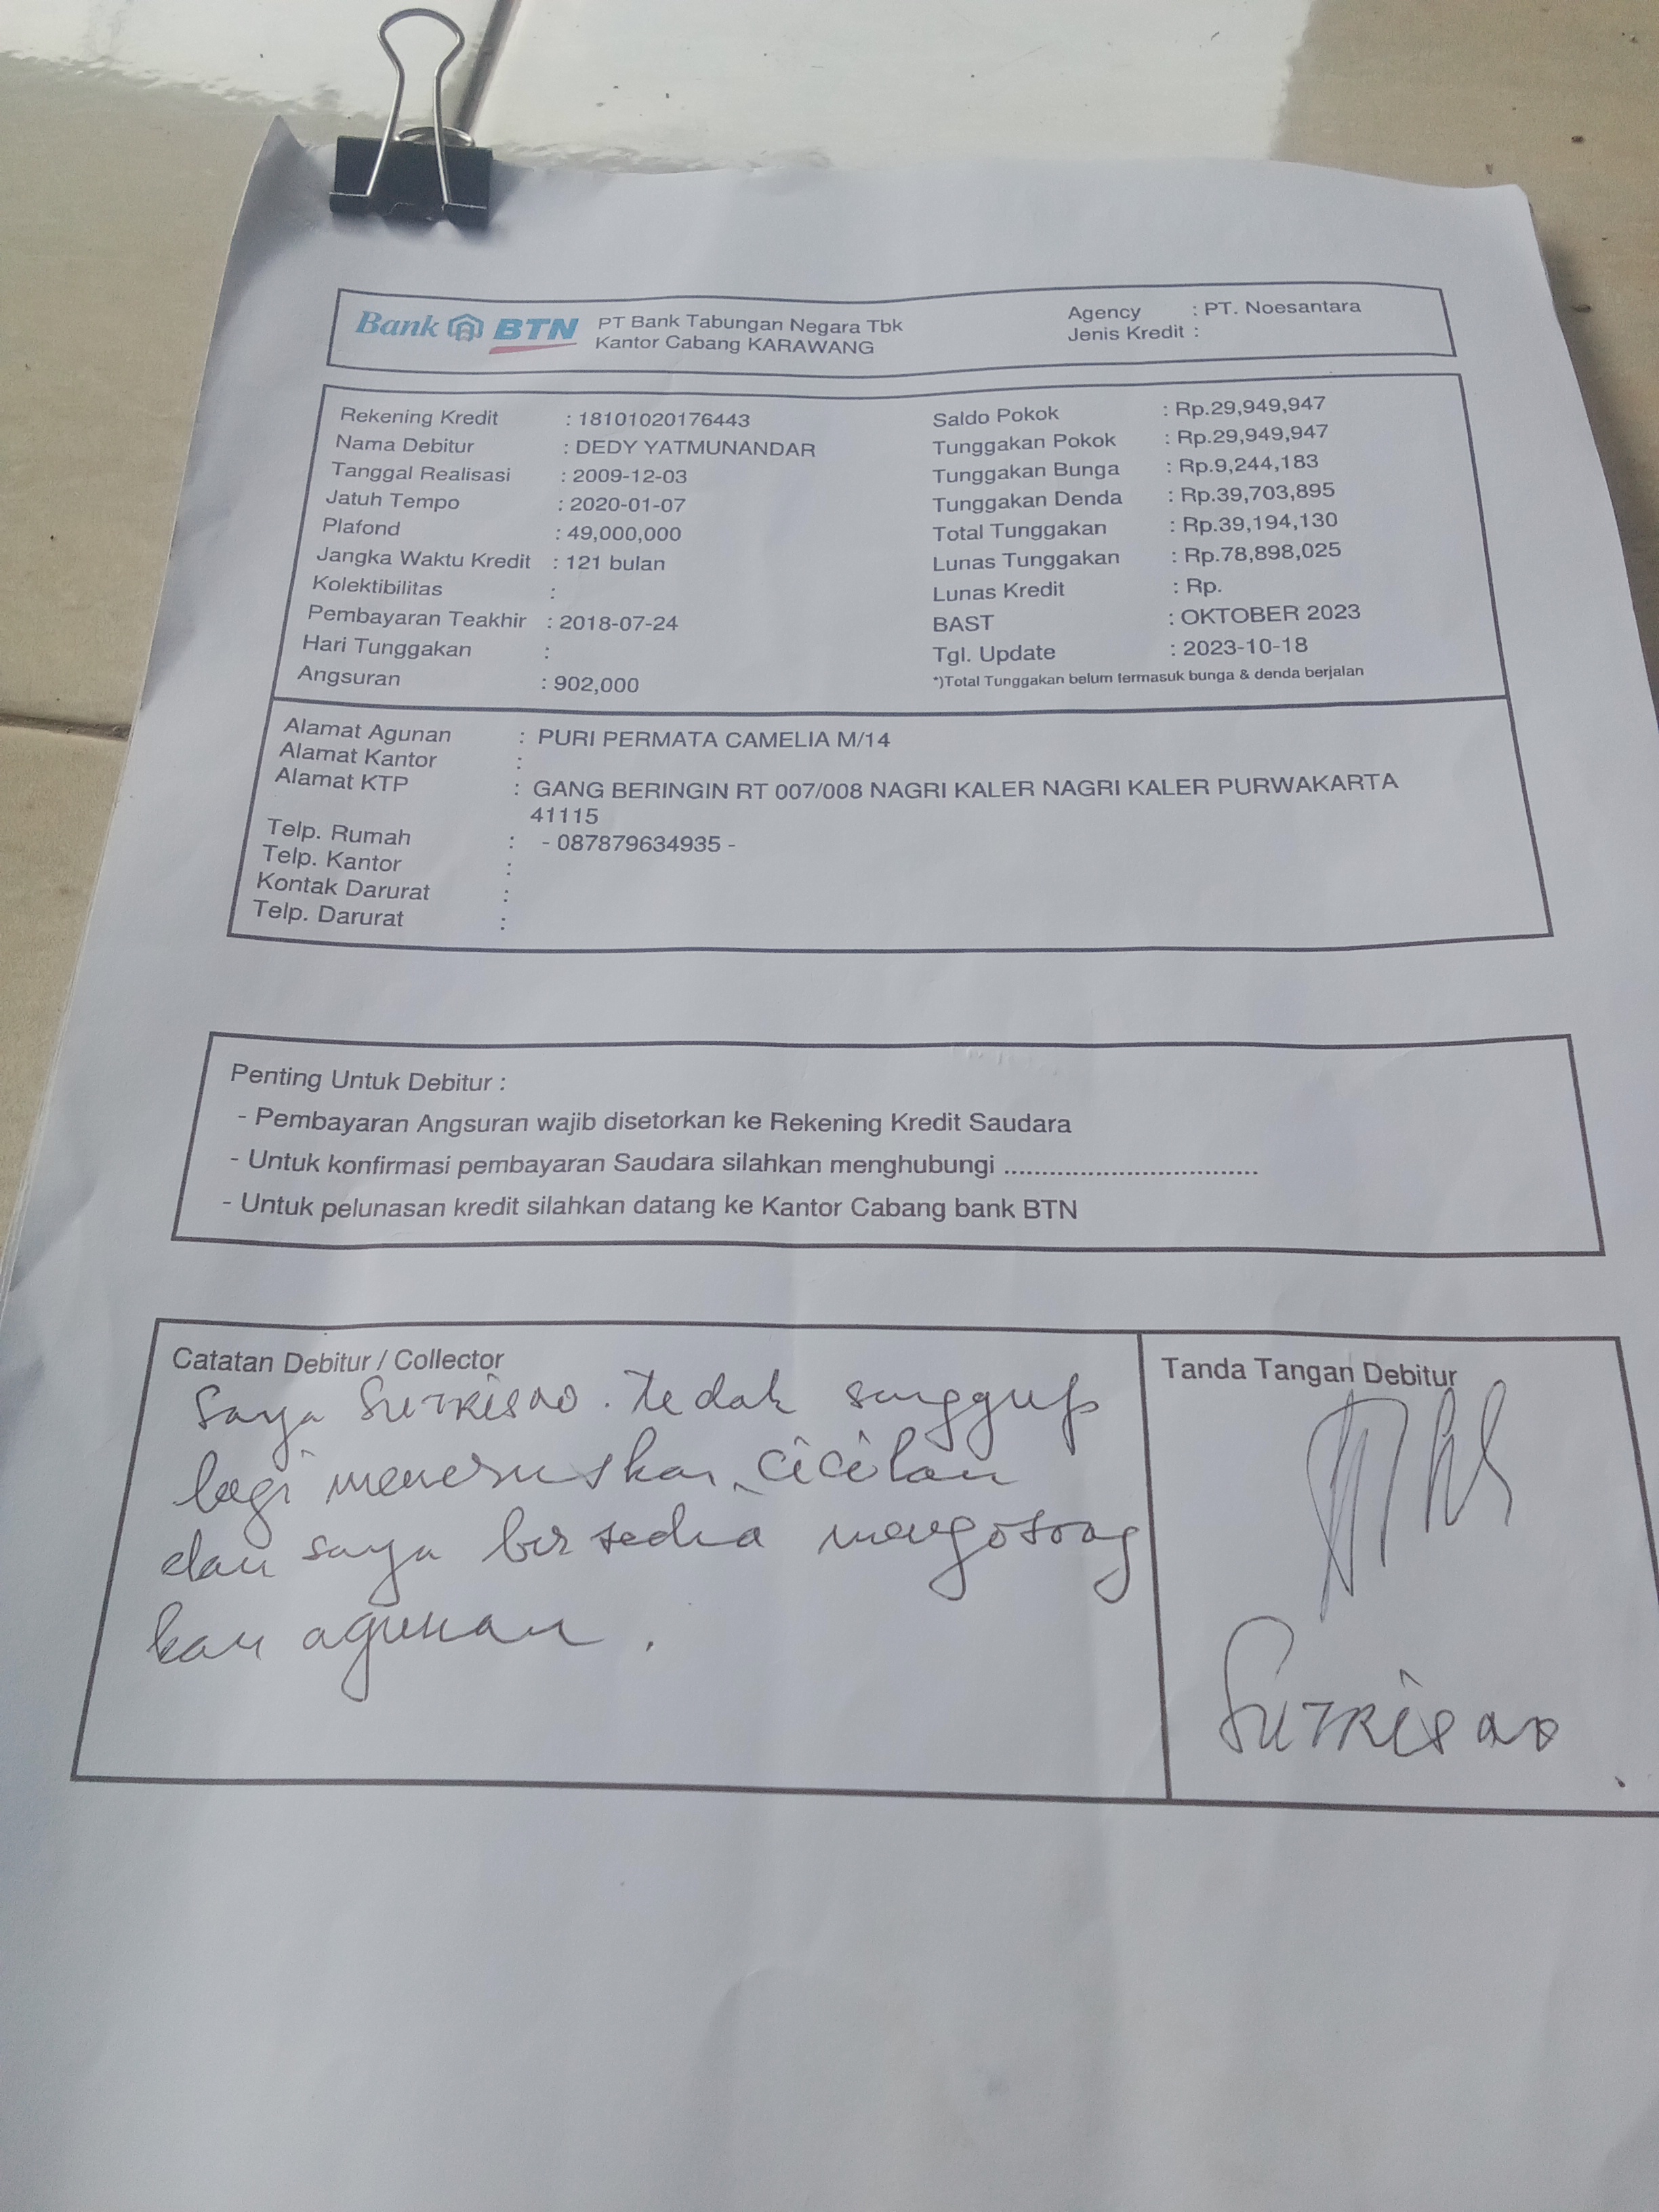 Bank BTN PT Bank Tabungan Negara Tbk
Kantor Cabang KARAWANG
Agency : PT. Noesantara
Jenis Kredit :
Rekening Kredit : 18101020176443
Nama Debitur : DEDY YATMUNANDAR
Tanggal Realisasi : 2009-12-03
Jatuh Tempo : 2020-01-07
Plafond : 49,000,000
Jangka Waktu Kredit : 121 bulan
Kolektibilitas :
Pembayaran Teakhir : 2018-07-24
Hari Tunggakan :
Angsuran : 902,000
Saldo Pokok : Rp.29,949,947
Tunggakan Pokok : Rp.29,949,947
Tunggakan Bunga : Rp.9,244,183
Tunggakan Denda : Rp.39,703,895
Total Tunggakan : Rp.39,194,130
Lunas Tunggakan : Rp.78,898,025
Lunas Kredit : Rp.
BAST : OKTOBER 2023
Tgl. Update : 2023-10-18
*)Total Tunggakan belum termasuk bunga & denda berjalan
Alamat Agunan : PURI PERMATA CAMELIA M/14
Alamat Kantor :
Alamat KTP : GANG BERINGIN RT 007/008 NAGRI KALER NAGRI KALER PURWAKARTA
41115
Telp. Rumah : - 087879634935 -
Telp. Kantor :
Kontak Darurat :
Telp. Darurat :
Penting Untuk Debitur :
- Pembayaran Angsuran wajib disetorkan ke Rekening Kredit Saudara
- Untuk konfirmasi pembayaran Saudara silahkan menghubungi ..................................
- Untuk pelunasan kredit silahkan datang ke Kantor Cabang bank BTN
Catatan Debitur / Collector
Saya Sutrisno. tidak sanggup
lagi meneruskan cicilan
dan saya bersedia mengosong
kan agunan.
Tanda Tangan Debitur
Sutrisno